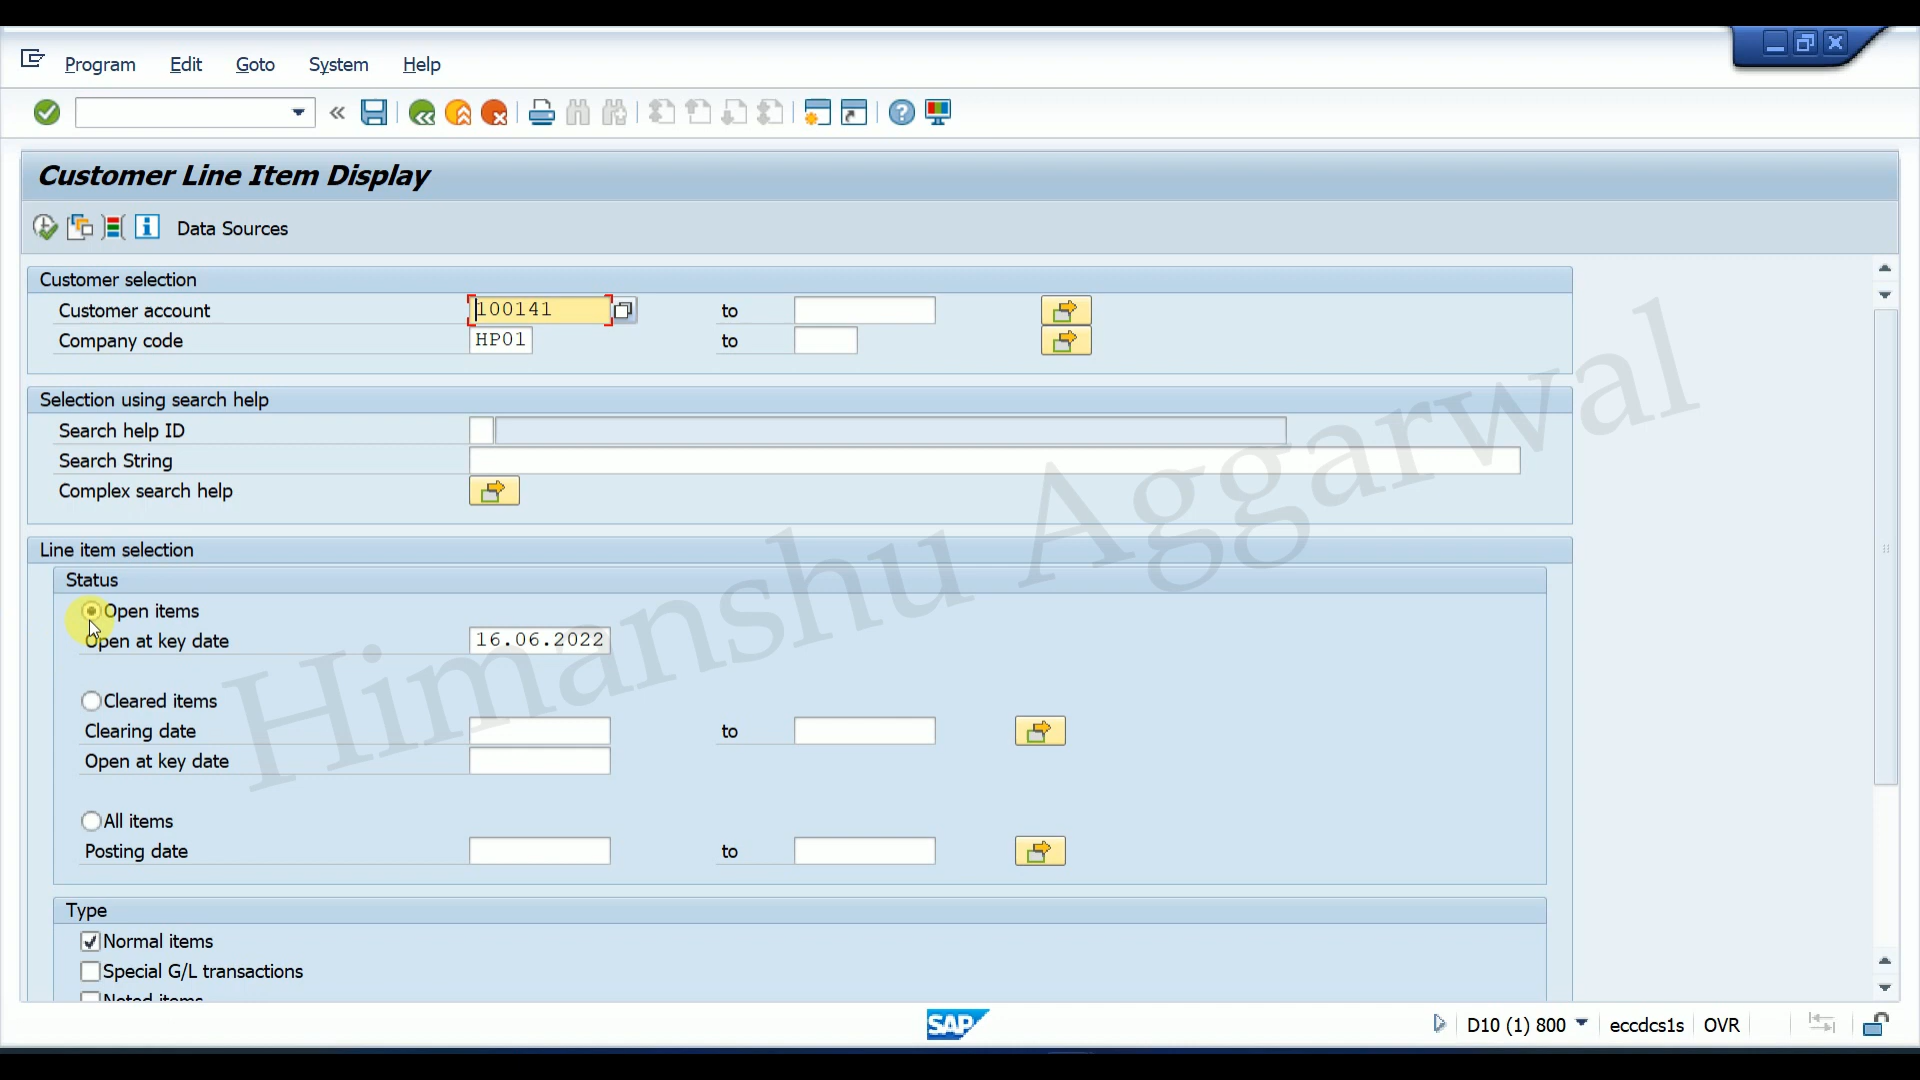 Program Edit Goto System Help
Customer Line Item Display
Data Sources
Customer selection
Customer account 100141 to
Company code HP01 to
Selection using search help
Search help ID
Search String
Complex search help
Line item selection
Status
Open items
Open at key date 16.06.2022
Cleared items
Clearing date to
Open at key date
All items
Posting date to
Type
Normal items
Special G/L transactions
Noted items
Himanshu Aggarwal
SAP D10 (1) 800 eccdcs1s OVR